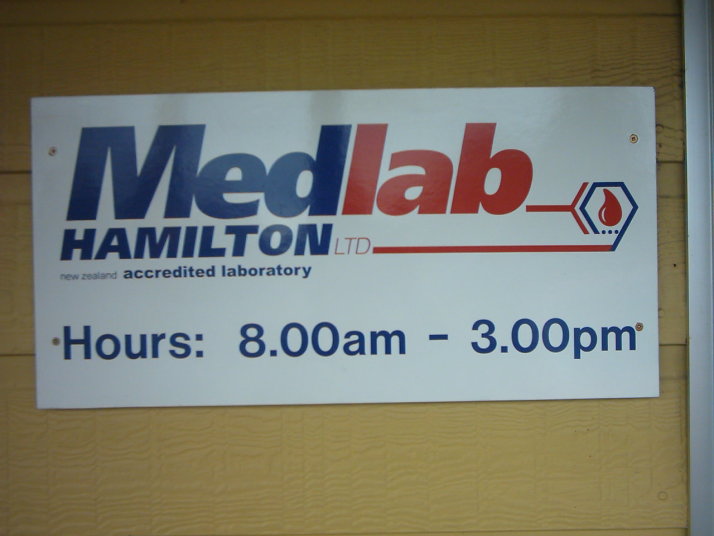 Medlab
HAMILTON LTD
new zealand accredited laboratory
Hours: 8.00am - 3.00pm